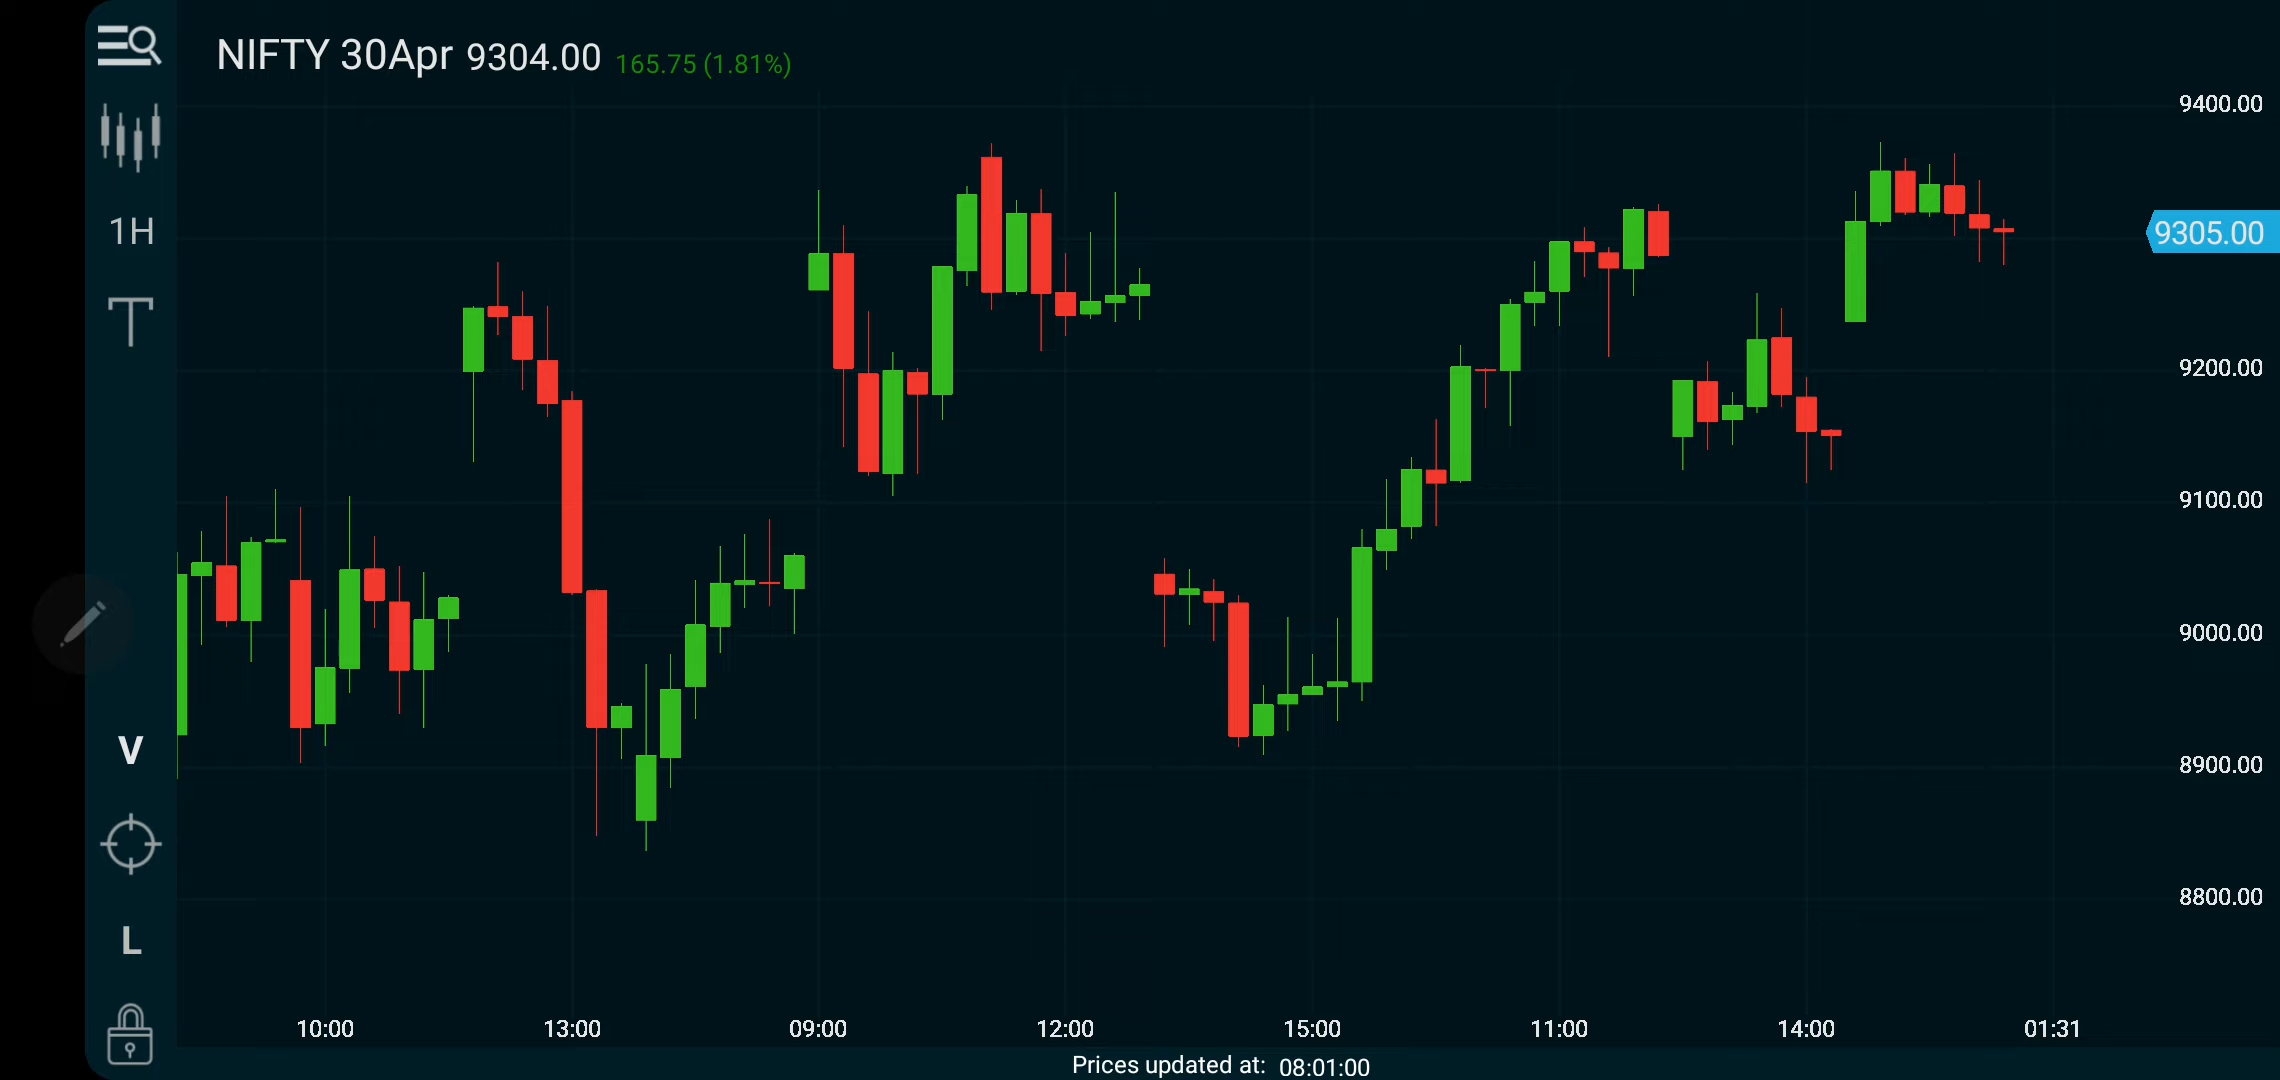 NIFTY 30Apr 9304.00 165.75 (1.81%)
1H
T
V
L
9400.00
9305.00
9200.00
9100.00
9000.00
8900.00
8800.00
10:00 13:00 09:00 12:00 15:00 11:00 14:00 01:31
Prices updated at: 08:01:00